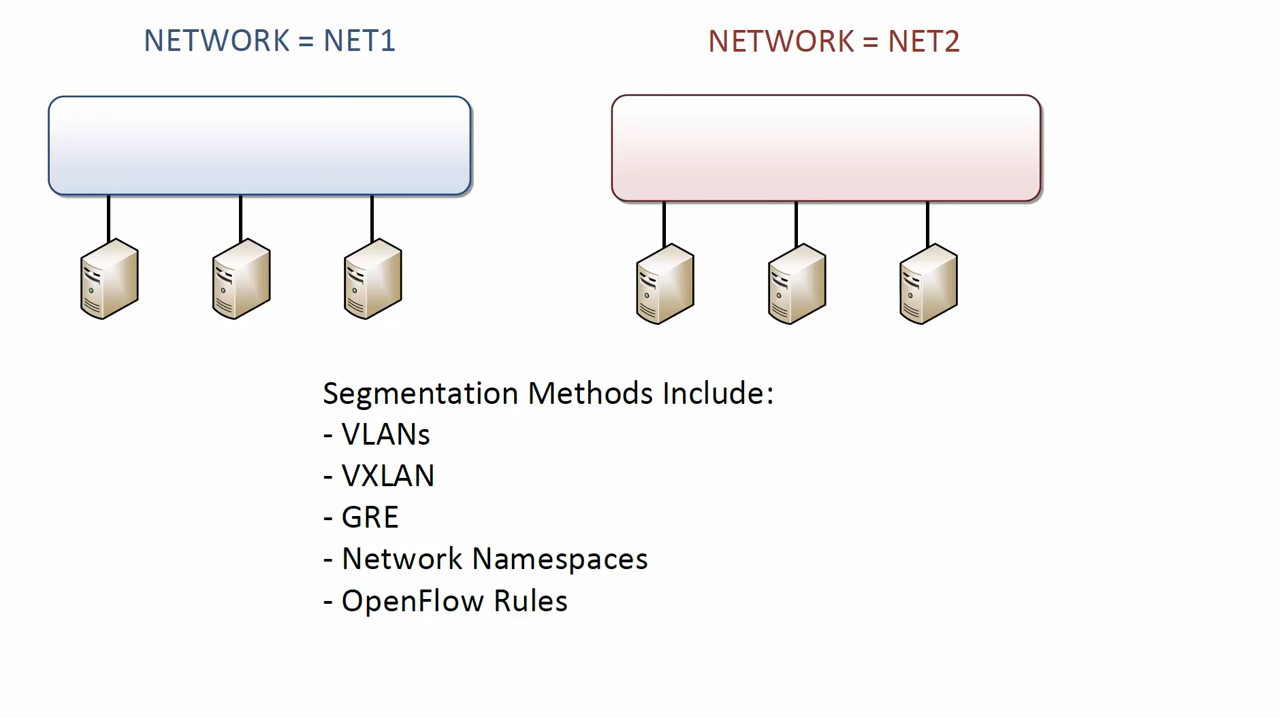 NETWORK = NET1
NETWORK = NET2
Segmentation Methods Include:
- VLANs
- VXLAN
- GRE
- Network Namespaces
- OpenFlow Rules